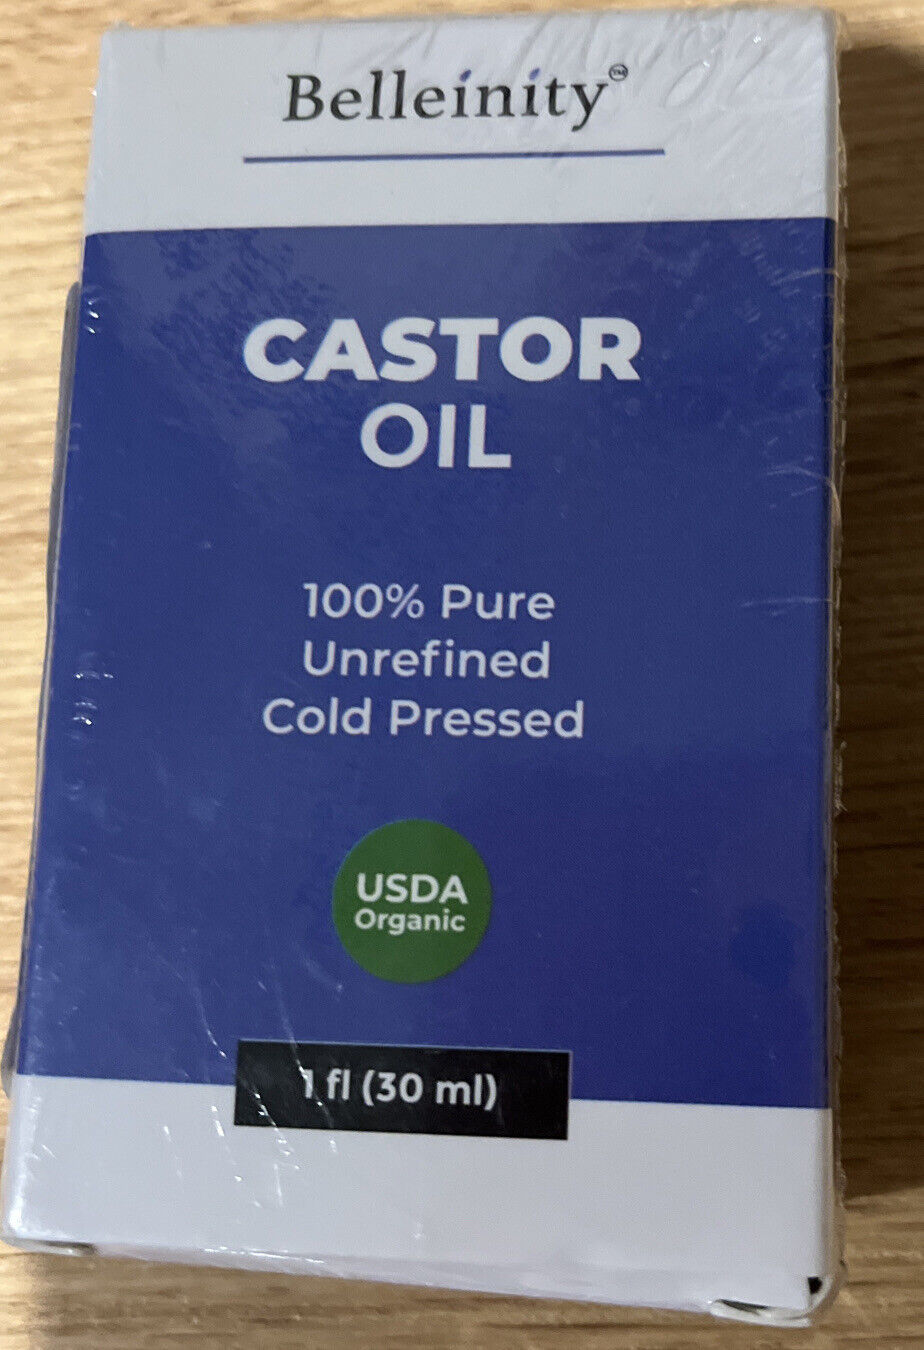 Belleinity™
CASTOR
OIL
100% Pure
Unrefined
Cold Pressed
USDA
Organic
1 fl (30 ml)